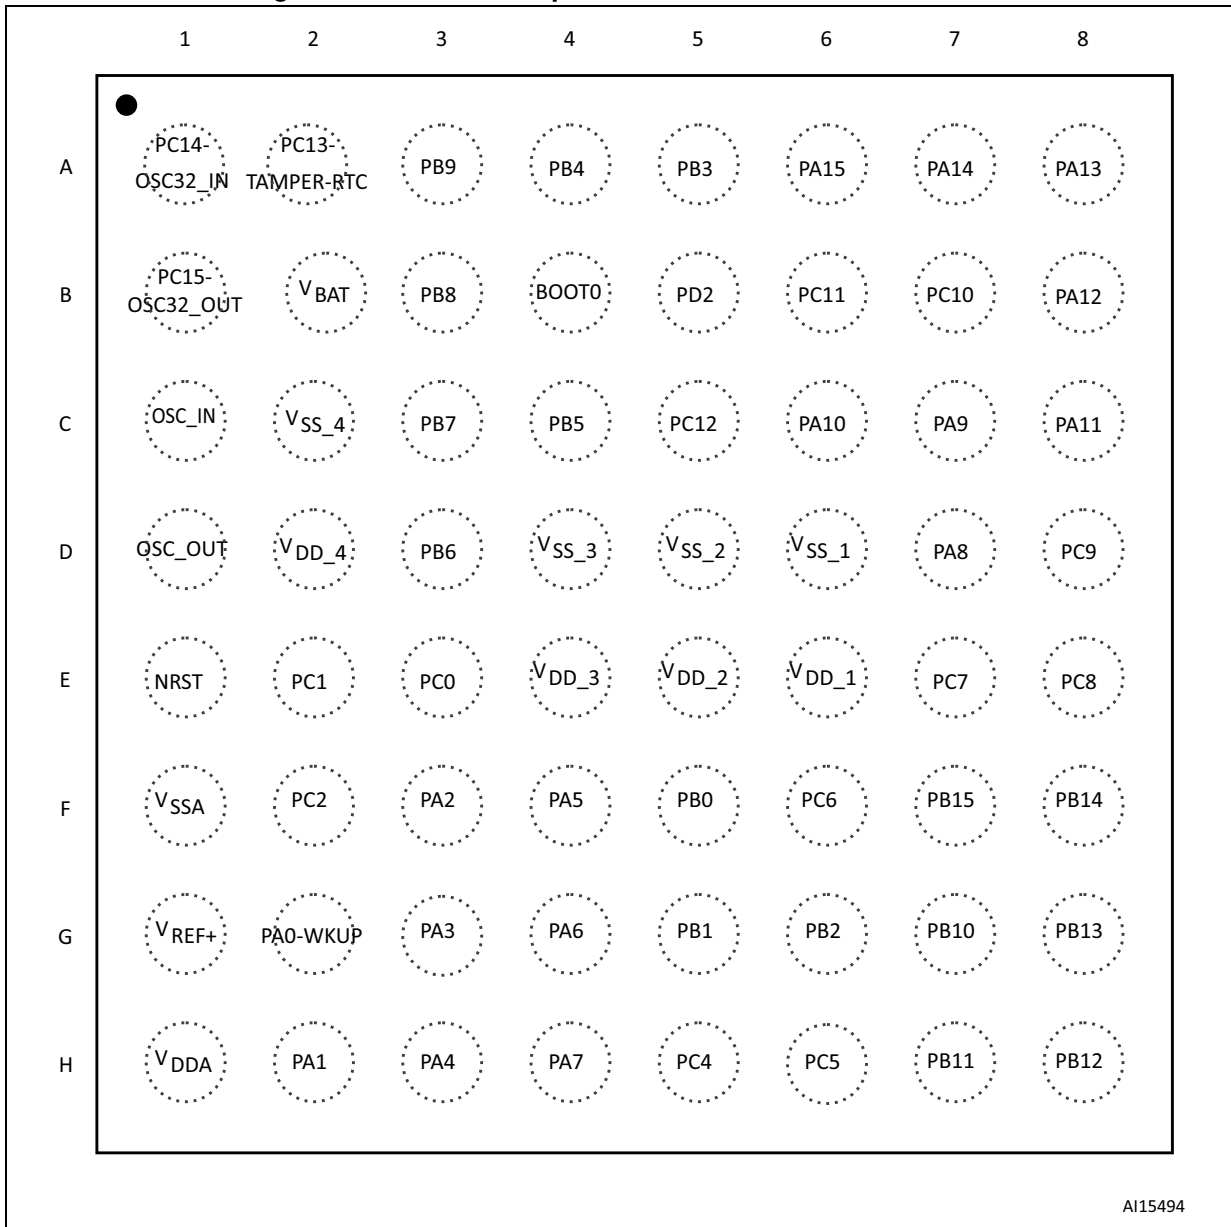 1 2 3 4 5 6 7 8
A PC14-OSC32_IN PC13-TAMPER-RTC PB9 PB4 PB3 PA15 PA14 PA13
B PC15-OSC32_OUT VBAT PB8 BOOT0 PD2 PC11 PC10 PA12
C OSC_IN VSS_4 PB7 PB5 PC12 PA10 PA9 PA11
D OSC_OUT VDD_4 PB6 VSS_3 VSS_2 VSS_1 PA8 PC9
E NRST PC1 PC0 VDD_3 VDD_2 VDD_1 PC7 PC8
F VSSA PC2 PA2 PA5 PB0 PC6 PB15 PB14
G VREF+ PA0-WKUP PA3 PA6 PB1 PB2 PB10 PB13
H VDDA PA1 PA4 PA7 PC4 PC5 PB11 PB12
AI15494